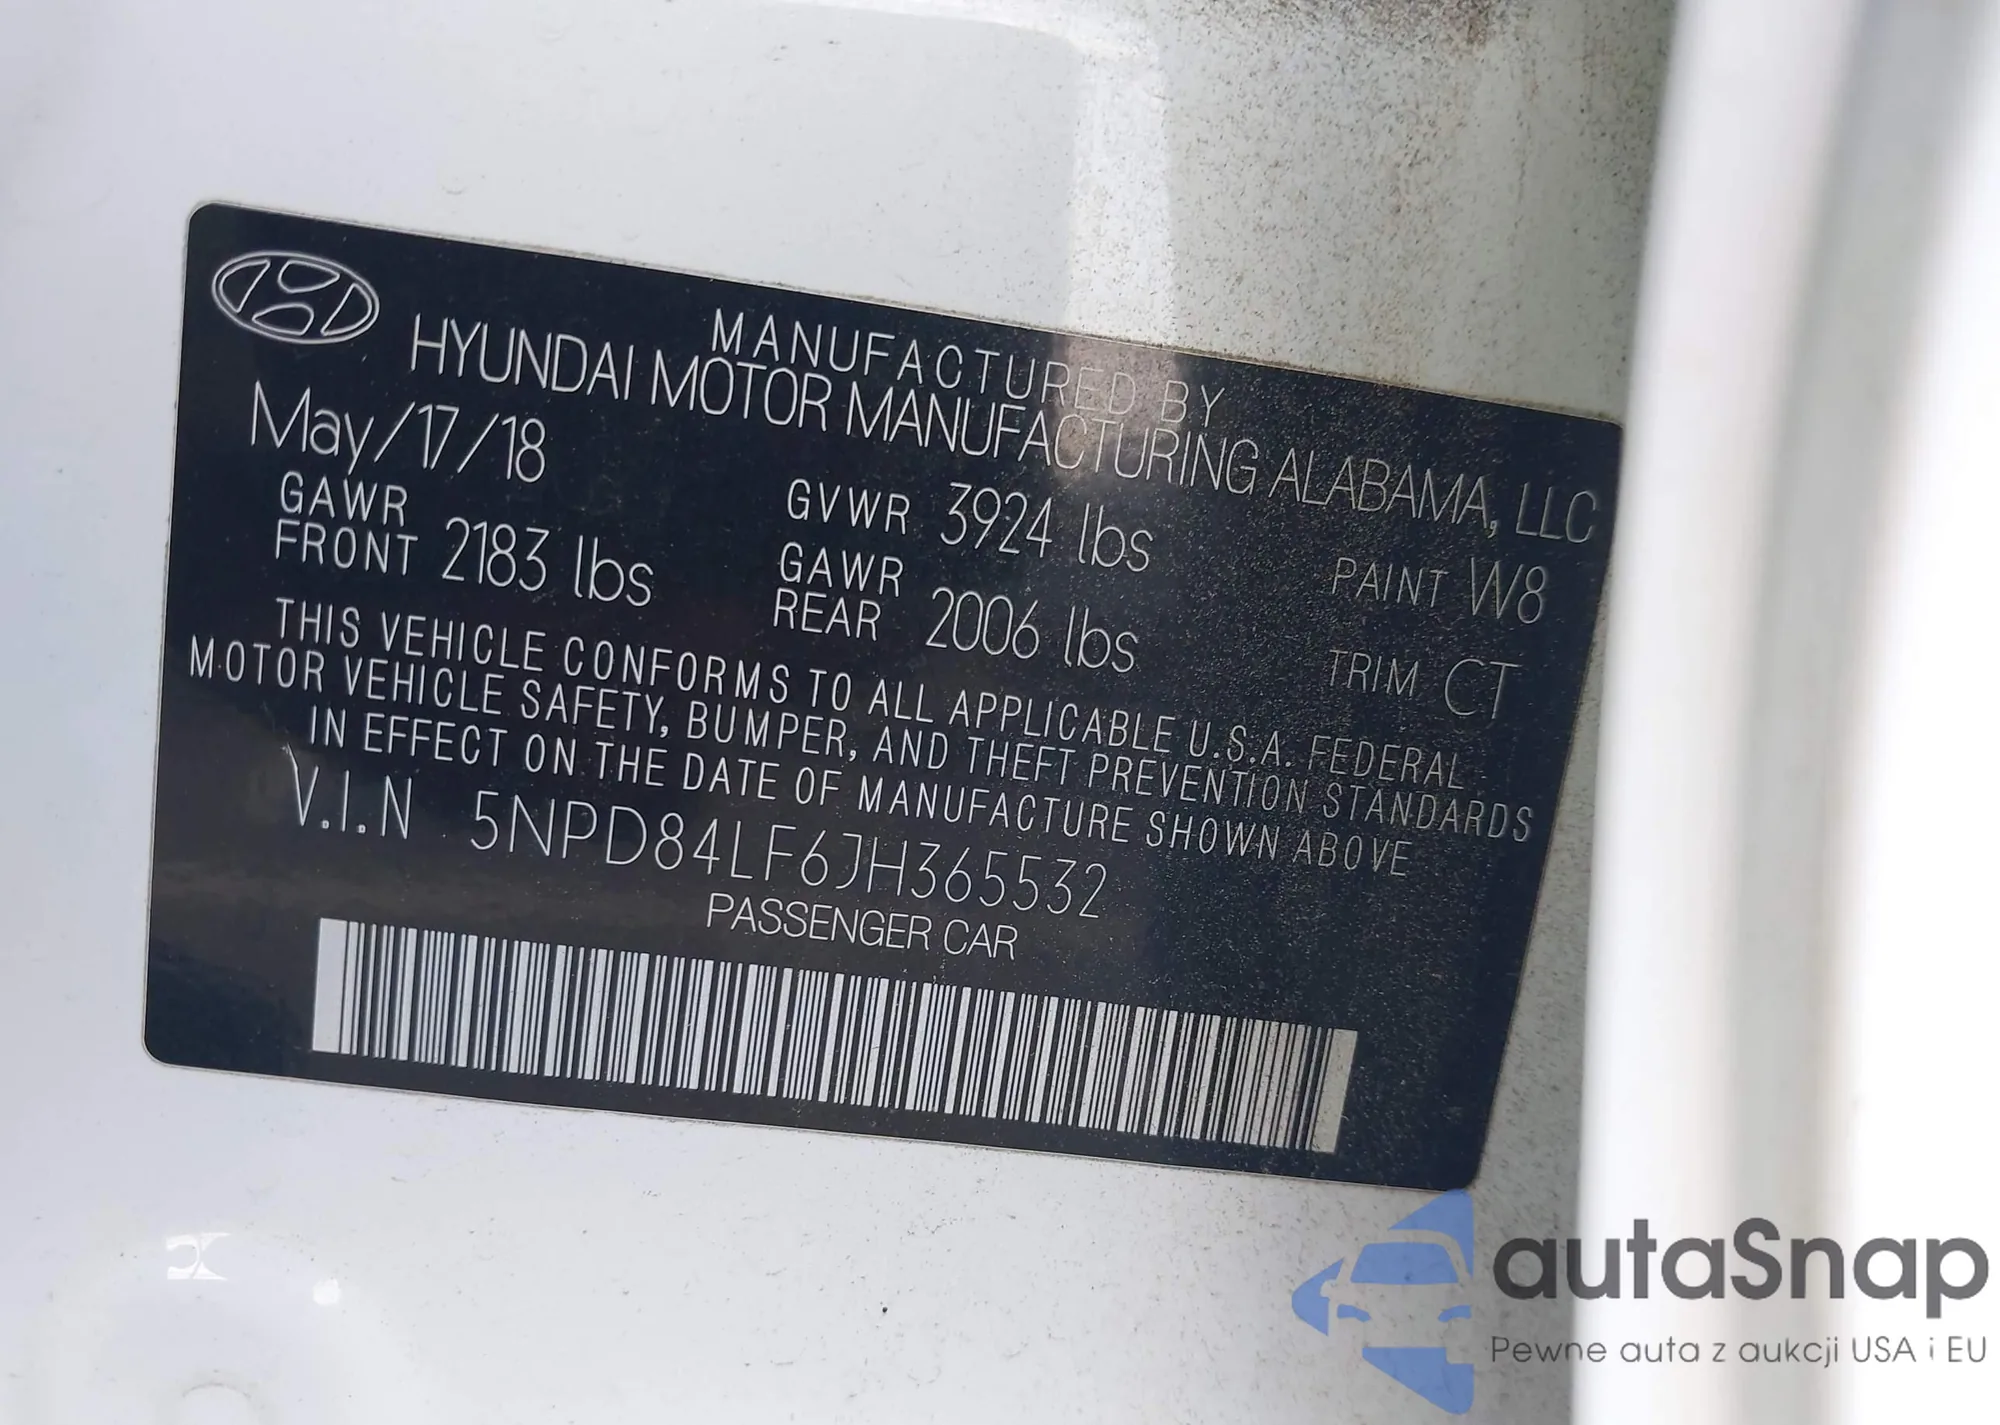 MANUFACTURED BY
HYUNDAI MOTOR MANUFACTURING ALABAMA, LLC
May/17/18
GVWR 3924 lbs
PAINT W8
GAWR FRONT 2183 lbs
GAWR REAR 2006 lbs
TRIM CT
THIS VEHICLE CONFORMS TO ALL APPLICABLE U.S.A. FEDERAL
MOTOR VEHICLE SAFETY, BUMPER, AND THEFT PREVENTION STANDARDS
IN EFFECT ON THE DATE OF MANUFACTURE SHOWN ABOVE
V.I.N 5NPD84LF6JH365532
PASSENGER CAR
autaSnap
Pewne auta z aukcji USA i EU